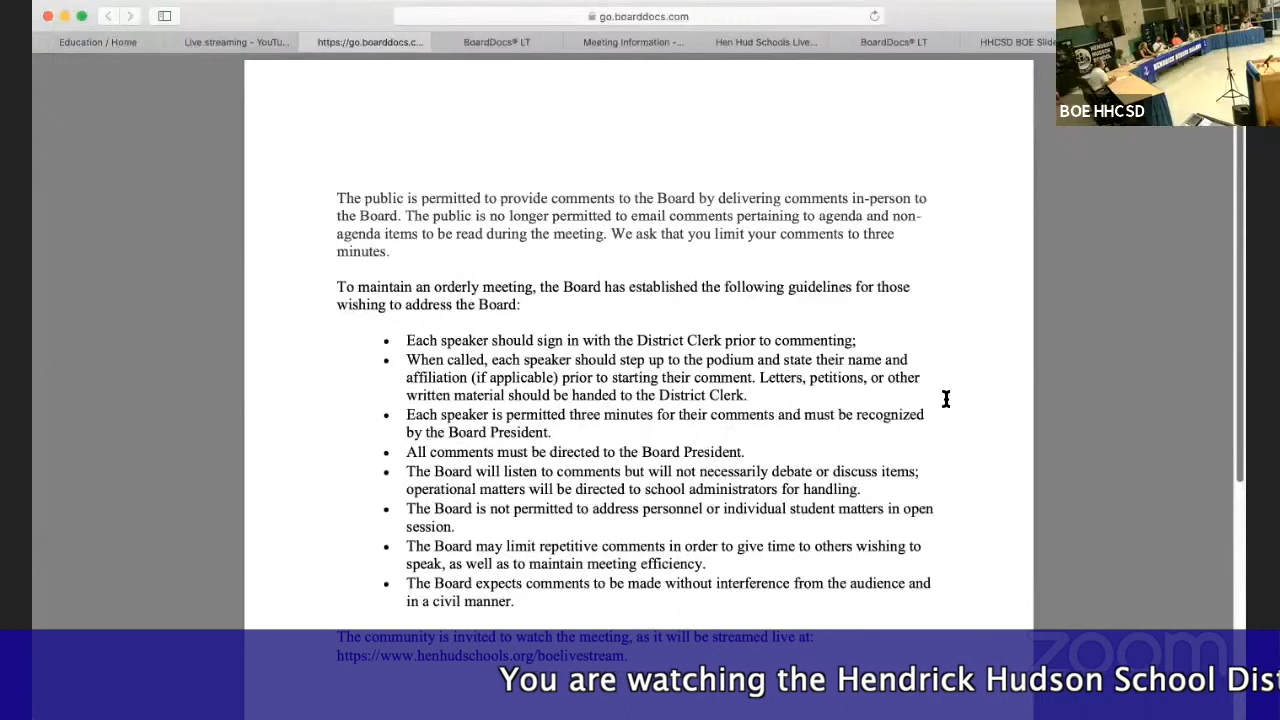 go.boarddocs.com
Education / Home
Live streaming - YouTu...
https://go.boarddocs.c...
BoardDocs® LT
Meeting Information -...
Hen Hud Schools Live...
BoardDocs® LT
HHCSD BOE Slid
HENDRICK HUDSON SCHOOL
BOE HHCSD
The public is permitted to provide comments to the Board by delivering comments in-person to
the Board. The public is no longer permitted to email comments pertaining to agenda and non-
agenda items to be read during the meeting. We ask that you limit your comments to three
minutes.
To maintain an orderly meeting, the Board has established the following guidelines for those
wishing to address the Board:
• Each speaker should sign in with the District Clerk prior to commenting;
• When called, each speaker should step up to the podium and state their name and
affiliation (if applicable) prior to starting their comment. Letters, petitions, or other
written material should be handed to the District Clerk.
• Each speaker is permitted three minutes for their comments and must be recognized
by the Board President.
• All comments must be directed to the Board President.
• The Board will listen to comments but will not necessarily debate or discuss items;
operational matters will be directed to school administrators for handling.
• The Board is not permitted to address personnel or individual student matters in open
session.
• The Board may limit repetitive comments in order to give time to others wishing to
speak, as well as to maintain meeting efficiency.
• The Board expects comments to be made without interference from the audience and
in a civil manner.
The community is invited to watch the meeting, as it will be streamed live at:
https://www.henhudschools.org/boelivestream.
zoom
You are watching the Hendrick Hudson School Dist